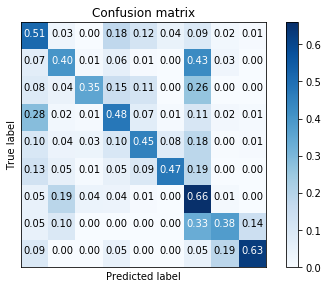 Confusion matrix
0.51 0.03 0.00 0.18 0.12 0.04 0.09 0.02 0.01
0.07 0.40 0.01 0.06 0.01 0.00 0.43 0.03 0.00
0.08 0.04 0.35 0.15 0.11 0.00 0.26 0.00 0.00
0.28 0.02 0.01 0.48 0.07 0.01 0.11 0.02 0.01
0.10 0.04 0.03 0.10 0.45 0.08 0.18 0.00 0.01
0.13 0.05 0.01 0.05 0.09 0.47 0.19 0.00 0.00
0.05 0.19 0.04 0.04 0.01 0.00 0.66 0.01 0.00
0.05 0.10 0.00 0.00 0.00 0.00 0.33 0.38 0.14
0.09 0.00 0.00 0.05 0.00 0.00 0.05 0.19 0.63
True label
Predicted label
0.6
0.5
0.4
0.3
0.2
0.1
0.0